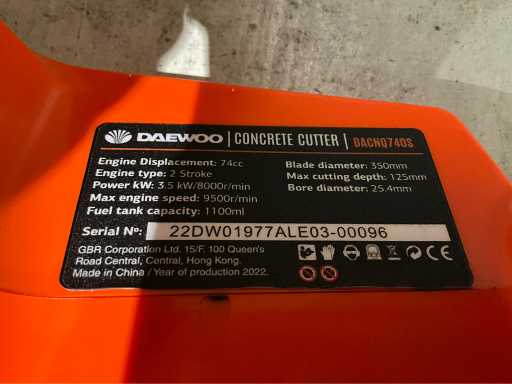 DAEWOO | CONCRETE CUTTER | DACNQ740S
Engine Displacement: 74cc
Engine type: 2 Stroke
Power kW: 3.5 kW/8000r/min
Max engine speed: 9500r/min
Fuel tank capacity: 1100ml
Blade diameter: 350mm
Max cutting depth: 125mm
Bore diameter: 25.4mm
Serial Nº: 22DW01977ALE03-00096
GBR Corporation Ltd. 15/F. 100 Queen's
Road Central, Central, Hong Kong.
Made in China / Year of production 2022.
CE